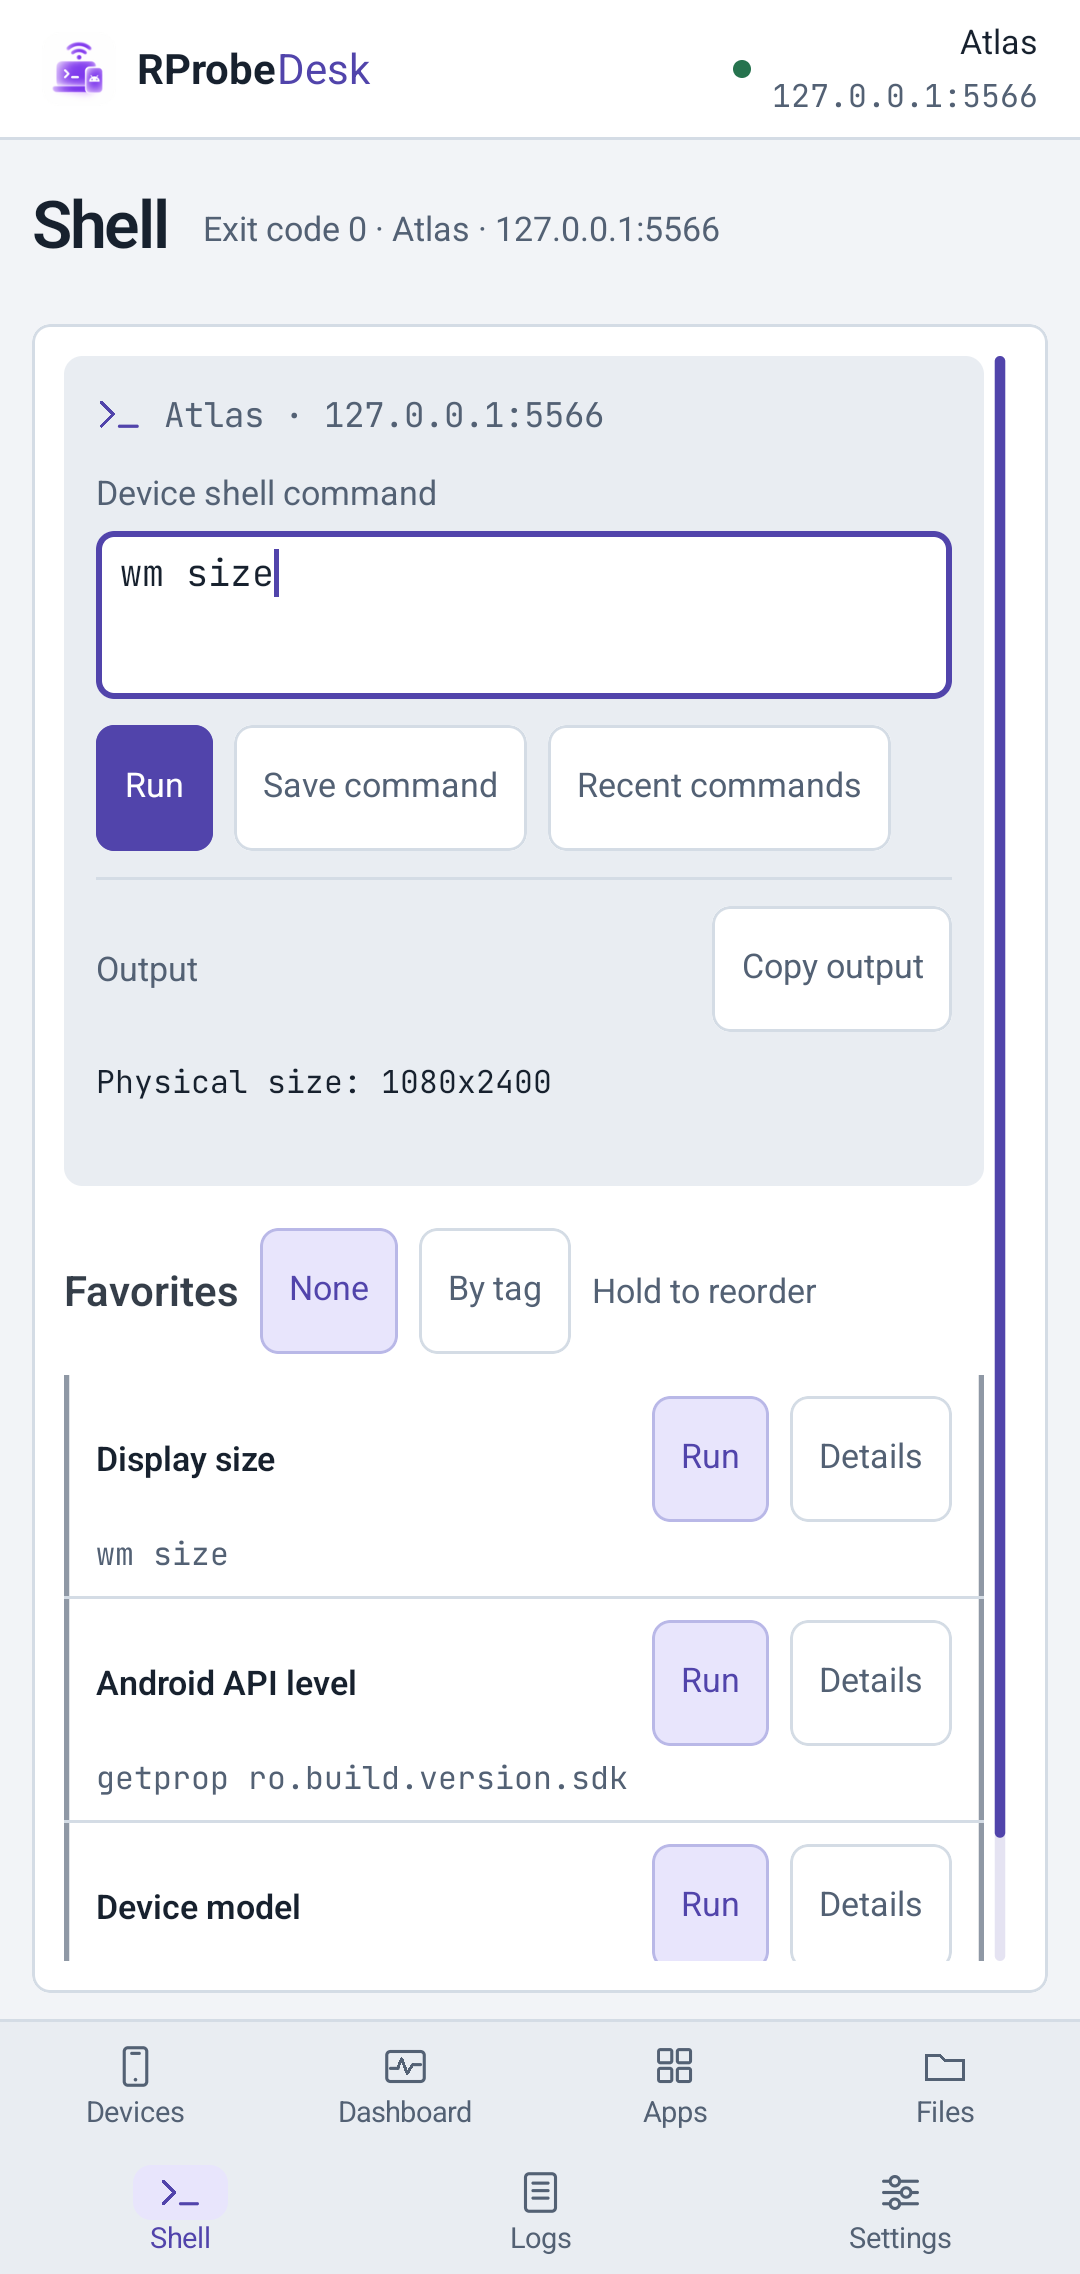 RProbeDesk
Atlas
127.0.0.1:5566
Shell
Exit code 0 · Atlas · 127.0.0.1:5566
Atlas · 127.0.0.1:5566
Device shell command
wm size
Run
Save command
Recent commands
Output
Copy output
Physical size: 1080x2400
Favorites
None
By tag
Hold to reorder
Display size
Run
Details
wm size
Android API level
Run
Details
getprop ro.build.version.sdk
Device model
Run
Details
Devices
Dashboard
Apps
Files
Shell
Logs
Settings